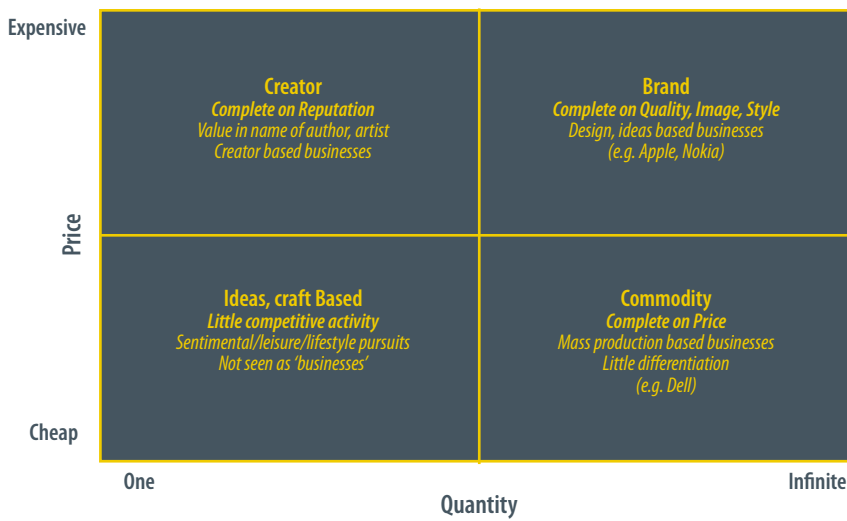 Expensive
Creator
Complete on Reputation
Value in name of author, artist
Creator based businesses
Brand
Complete on Quality, Image, Style
Design, ideas based businesses
(e.g. Apple, Nokia)
Price
Ideas, craft Based
Little competitive activity
Sentimental/leisure/lifestyle pursuits
Not seen as ‘businesses’
Commodity
Complete on Price
Mass production based businesses
Little differentiation
(e.g. Dell)
Cheap
One
Infinite
Quantity